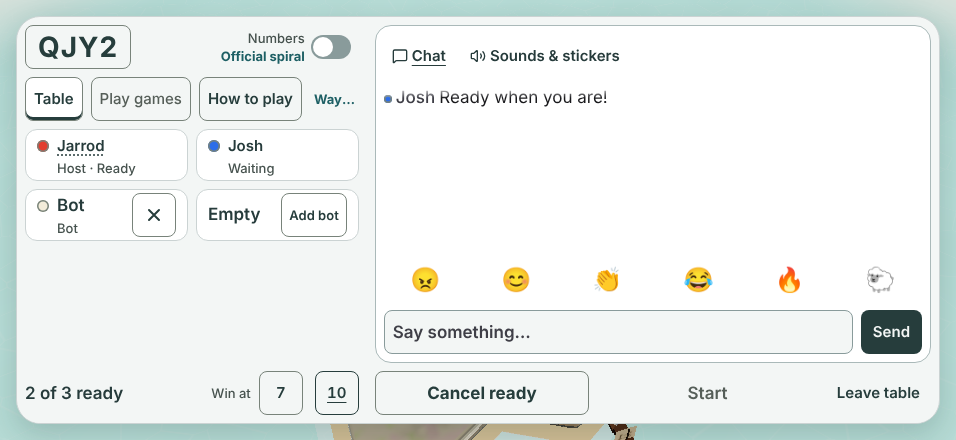 QJY2
Numbers
Official spiral
Table
Play games
How to play
Way...
Jarrod
Host · Ready
Josh
Waiting
Bot
Bot
Empty
Add bot
2 of 3 ready
Win at
7
10
Chat
Sounds & stickers
Josh Ready when you are!
Say something...
Send
Cancel ready
Start
Leave table